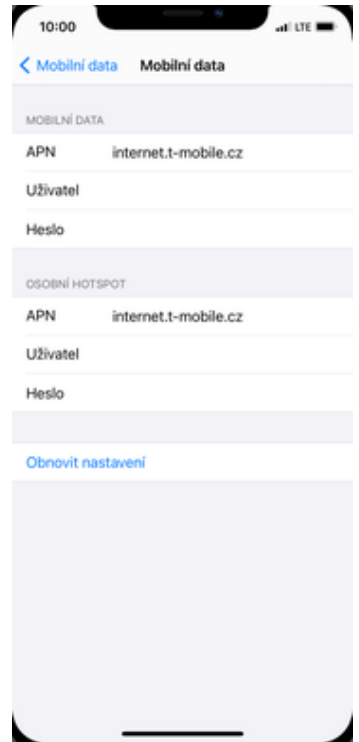 10:00 LTE
Mobilní data Mobilní data
MOBILNÍ DATA
APN internet.t-mobile.cz
Uživatel
Heslo
OSOBNÍ HOTSPOT
APN internet.t-mobile.cz
Uživatel
Heslo
Obnovit nastavení